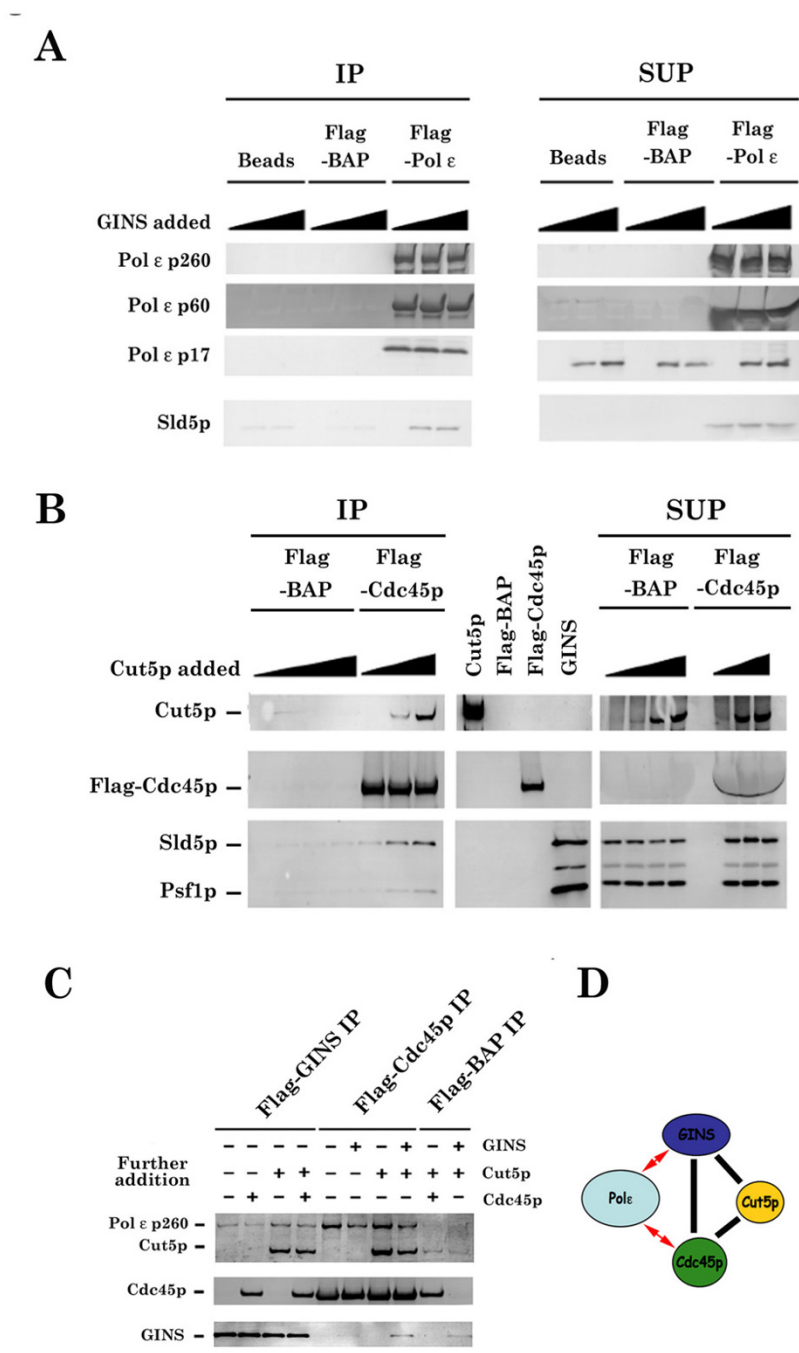 A
IP
SUP
Beads
Flag
-BAP
Flag
-Pol ε
Beads
Flag
-BAP
Flag
-Pol ε
GINS added
Pol ε p260
Pol ε p60
Pol ε p17
Sld5p
B
IP
SUP
Flag
-BAP
Flag
-Cdc45p
Cut5p
Flag-BAP
Flag-Cdc45p
GINS
Flag
-BAP
Flag
-Cdc45p
Cut5p added
Cut5p –
Flag-Cdc45p –
Sld5p –
Psf1p –
C
Flag-GINS IP
Flag-Cdc45p IP
Flag-BAP IP
Further
addition
– – – – – + – + – + GINS
– – + + – – + + + + Cut5p
– + – + – – – – + – Cdc45p
Pol ε p260 –
Cut5p –
Cdc45p –
GINS –
D
GINS
Polε
Cut5p
Cdc45p